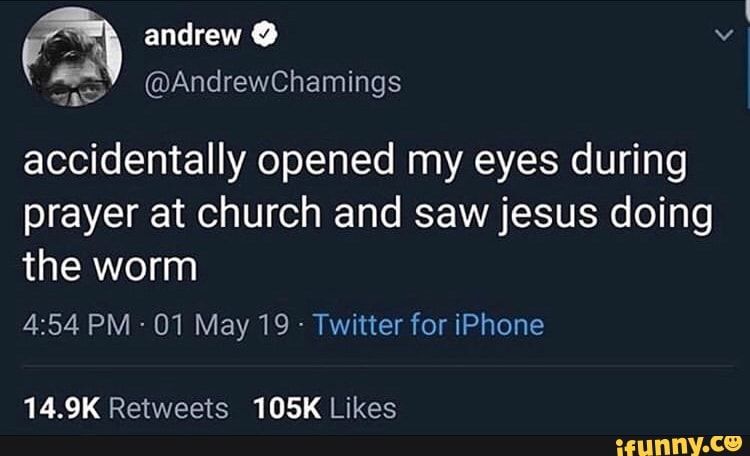 andrew
@AndrewChamings
accidentally opened my eyes during
prayer at church and saw jesus doing
the worm
4:54 PM · 01 May 19 · Twitter for iPhone
14.9K Retweets 105K Likes
ifunny.co